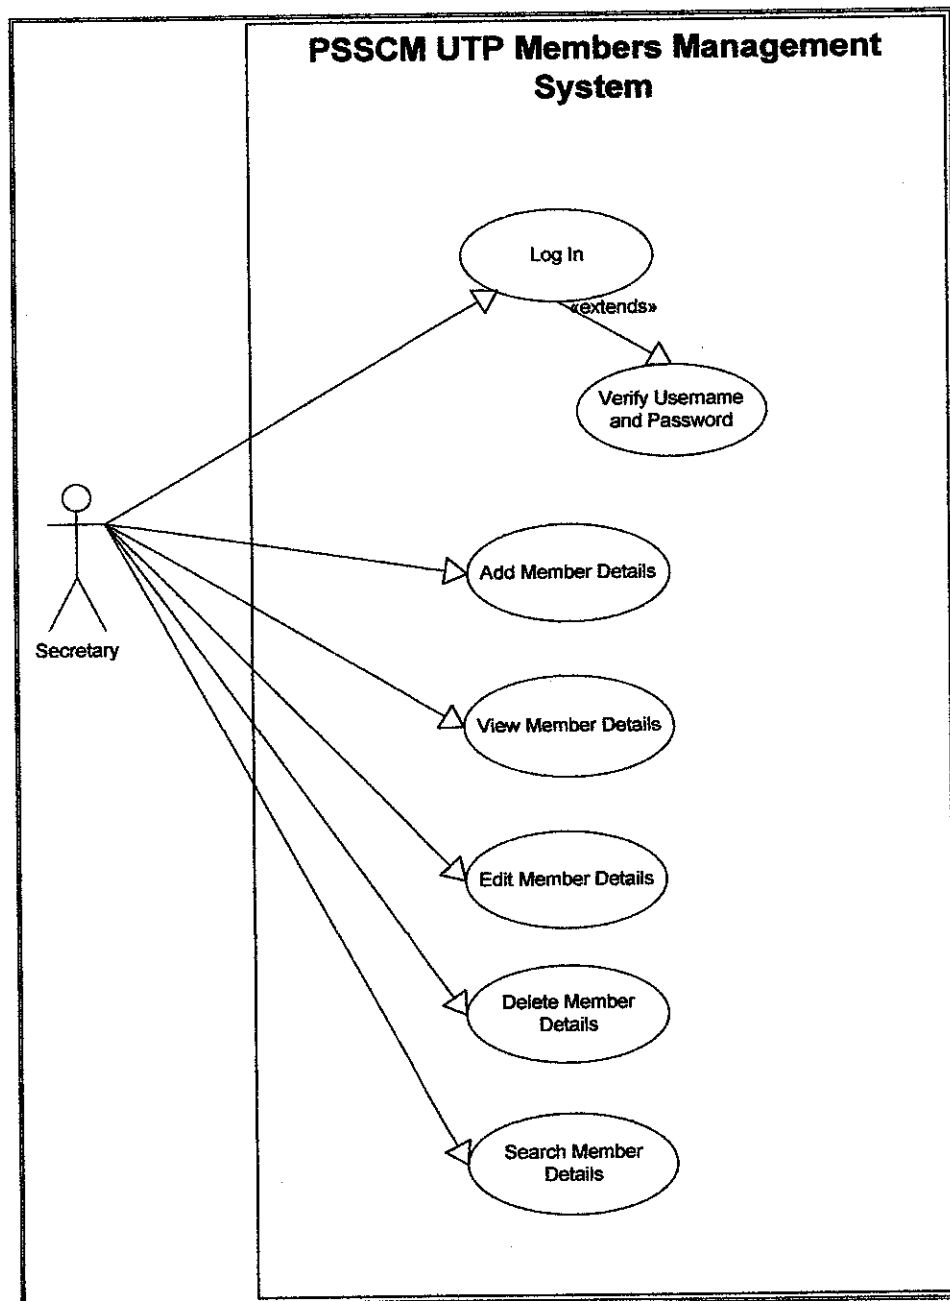 PSSCM UTP Members Management
System
Log In
«extends»
Verify Username
and Password
Add Member Details
Secretary
View Member Details
Edit Member Details
Delete Member
Details
Search Member
Details